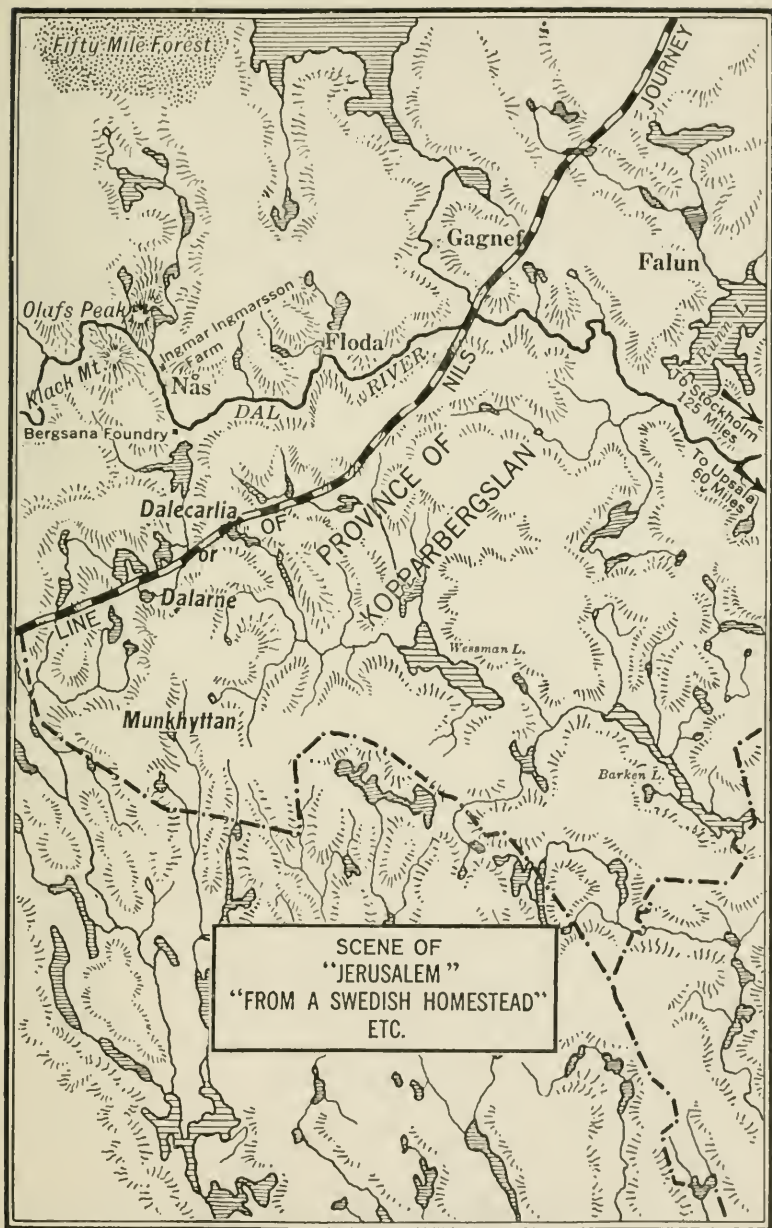 Fifty Mile Forest
LINE OF NILS JOURNEY
Gagnef
Falun
Runn L.
Olafs Peak
Ingmar Ingmarsson
Farm
Floda
Klack Mt.
Nås
DAL RIVER
To Stockholm
125 Miles
Bergsana Foundry
To Upsala
60 Miles
Dalecarlia
or
Dalarne
PROVINCE OF
KOPPARBERGSLAN
Wessman L.
Munkhyttan
Barken L.
SCENE OF
"JERUSALEM"
"FROM A SWEDISH HOMESTEAD"
ETC.